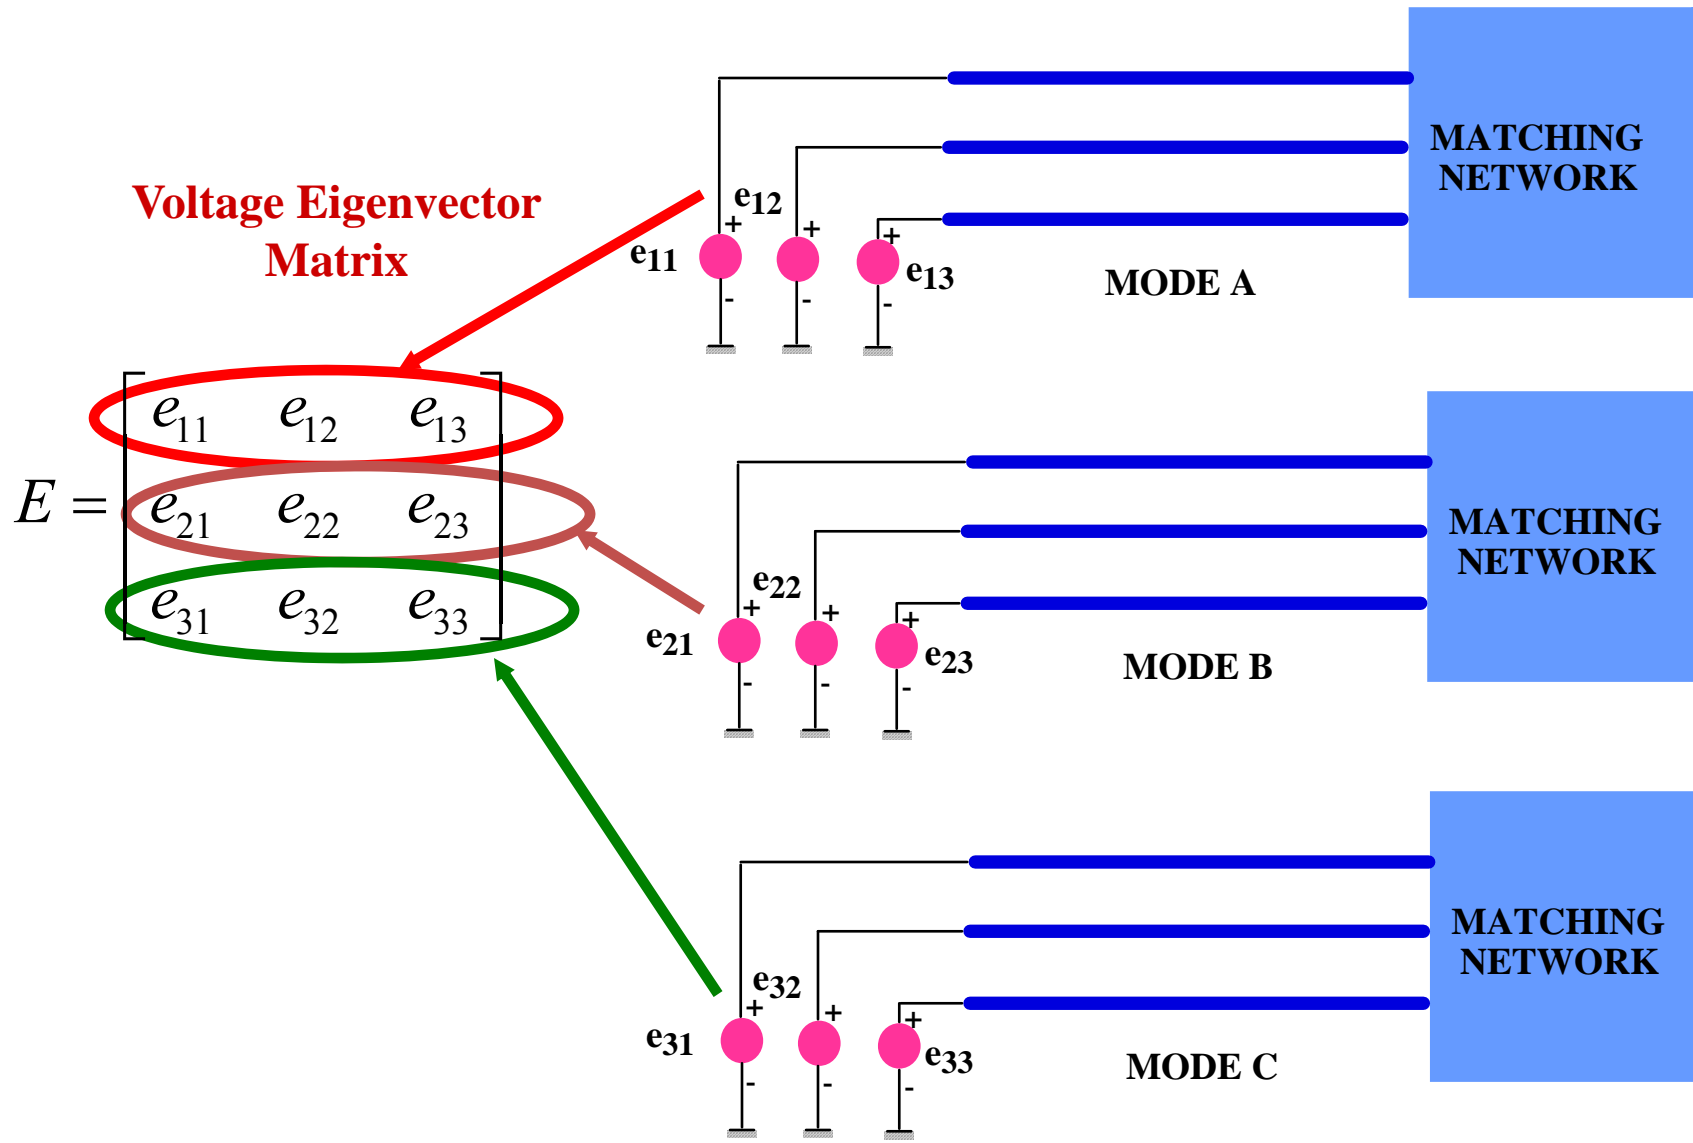 Voltage Eigenvector
Matrix
E =
e₁₁ e₁₂ e₁₃
e₂₁ e₂₂ e₂₃
e₃₁ e₃₂ e₃₃
e₁₂
+ + +
e₁₁
e₁₃
- - -
MODE A
MATCHING
NETWORK
e₂₂
+ + +
e₂₁
e₂₃
- - -
MODE B
MATCHING
NETWORK
e₃₂
+ + +
e₃₁
e₃₃
- - -
MODE C
MATCHING
NETWORK